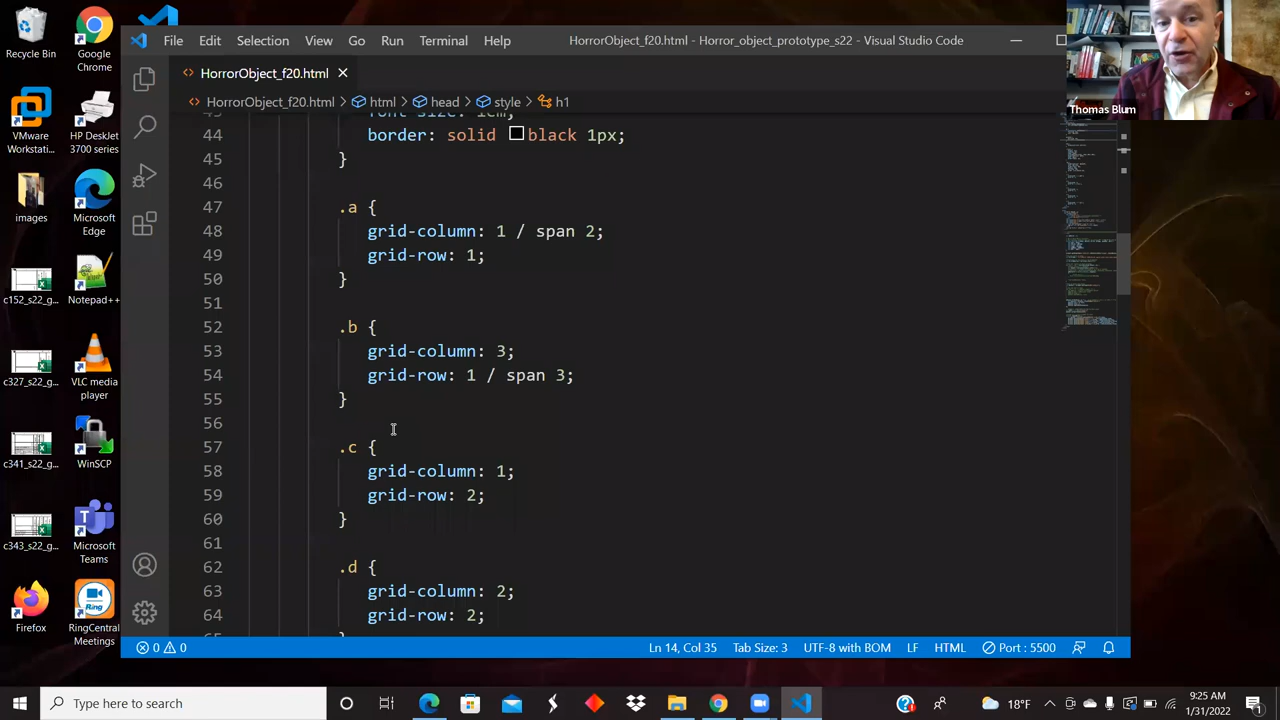 File Edit Selection View Go Terminal Help HorrorObject_f20.html - Horror_object_protype_s22 - Visual Studio Code
HorrorObject_f20.html
HorrorObject_f20.html > html > head > style > h1
Thomas Blum
44 border: solid black 1px;
45 }
46
47 .a {
48 grid-column: 1 / span 2;
49 grid-row: 1;
50 }
51
52 .b {
53 grid-column: 3;
54 grid-row: 1 / span 3;
55 }
56
57 .c {
58 grid-column: 1;
59 grid-row: 2;
60 }
61
62 .d {
63 grid-column: 2;
64 grid-row: 2;
0 0
Ln 14, Col 35 Tab Size: 3 UTF-8 with BOM LF HTML Port : 5500
Recycle Bin
Google Chrome
VMware Workstati...
HP Deskjet 3700 series
images
Microsoft Edge
c152_s22_g...
Notepad++
c327_s22_g...
VLC media player
c341_s22_g...
WinSCP
c343_s22_g...
Microsoft Teams
Firefox
RingCentral Meetings
Type here to search
18°F
9:25 AM
1/31/2022